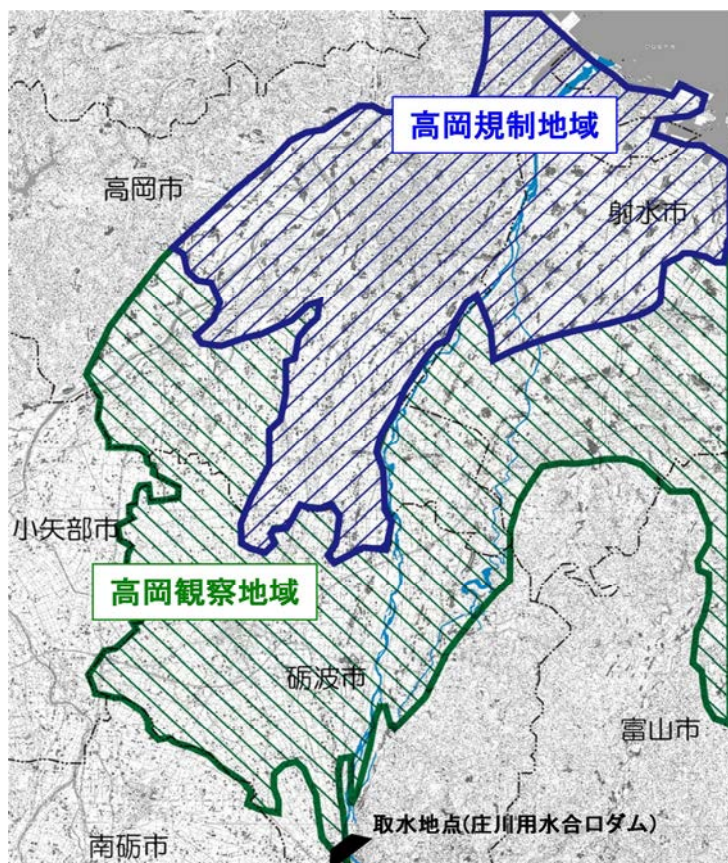 高岡規制地域
高岡市
射水市
小矢部市
高岡観察地域
砺波市
富山市
取水地点(庄川用水合口ダム)
南砺市